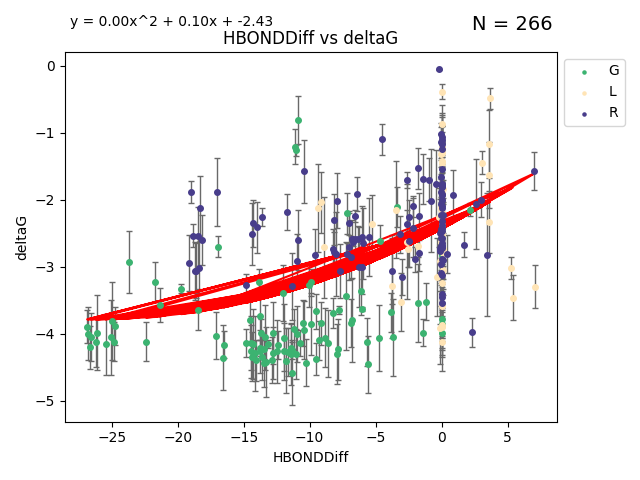 y = 0.00x^2 + 0.10x + -2.43
N = 266
HBONDDiff vs deltaG
deltaG
0
−1
−2
−3
−4
−5
−25
−20
−15
−10
−5
0
5
HBONDDiff
G
L
R